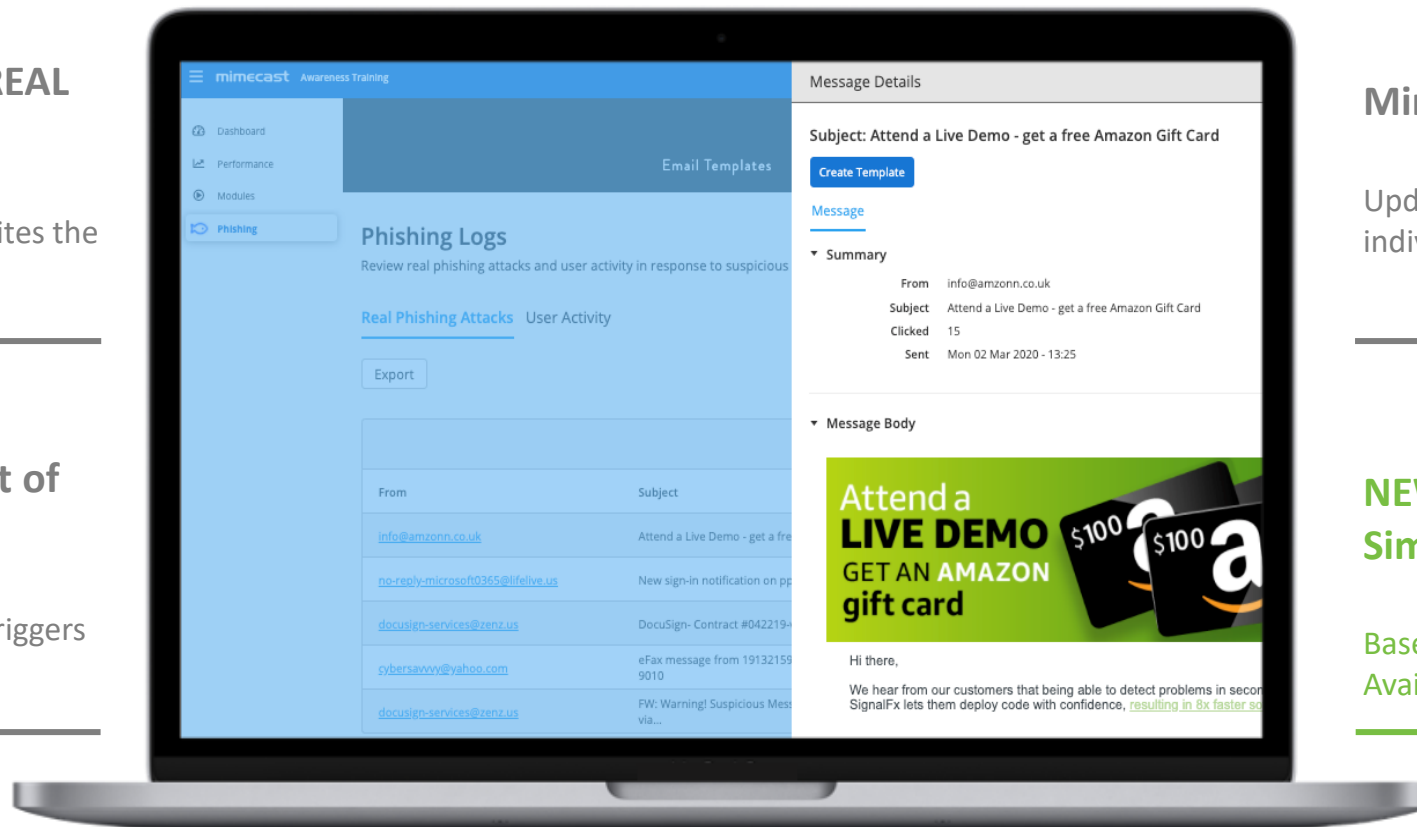 REAL
ites the
t of
riggers
mimecast Awareness Training
Dashboard
Performance
Modules
Phishing
Email Templates
Phishing Logs
Review real phishing attacks and user activity in response to suspicious
Real Phishing Attacks User Activity
Export
From Subject
info@amzonn.co.uk Attend a Live Demo - get a fre
no-reply-microsoft0365@lifelive.us New sign-in notification on pp
docusign-services@zenz.us DocuSign- Contract #042219-
cybersavvvy@yahoo.com eFax message from 19132159
9010
docusign-services@zenz.us FW: Warning! Suspicious Mess
via...
Message Details
Subject: Attend a Live Demo - get a free Amazon Gift Card
Create Template
Message
Summary
From info@amzonn.co.uk
Subject Attend a Live Demo - get a free Amazon Gift Card
Clicked 15
Sent Mon 02 Mar 2020 - 13:25
Message Body
Attend a
LIVE DEMO
GET AN AMAZON
gift card
$100 a
$100 a
Hi there,
We hear from our customers that being able to detect problems in secon
SignalFx lets them deploy code with confidence, resulting in 8x faster so
Mi
Upd
indiv
NEW
Sim
Base
Avai